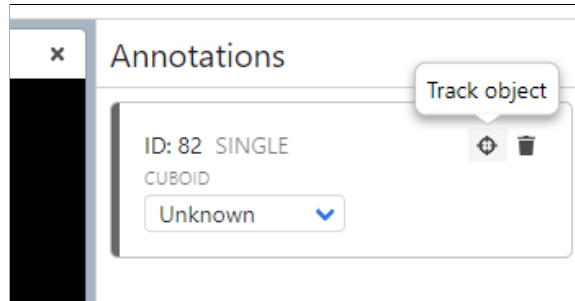 Annotations
Track object
ID: 82 SINGLE
CUBOID
Unknown